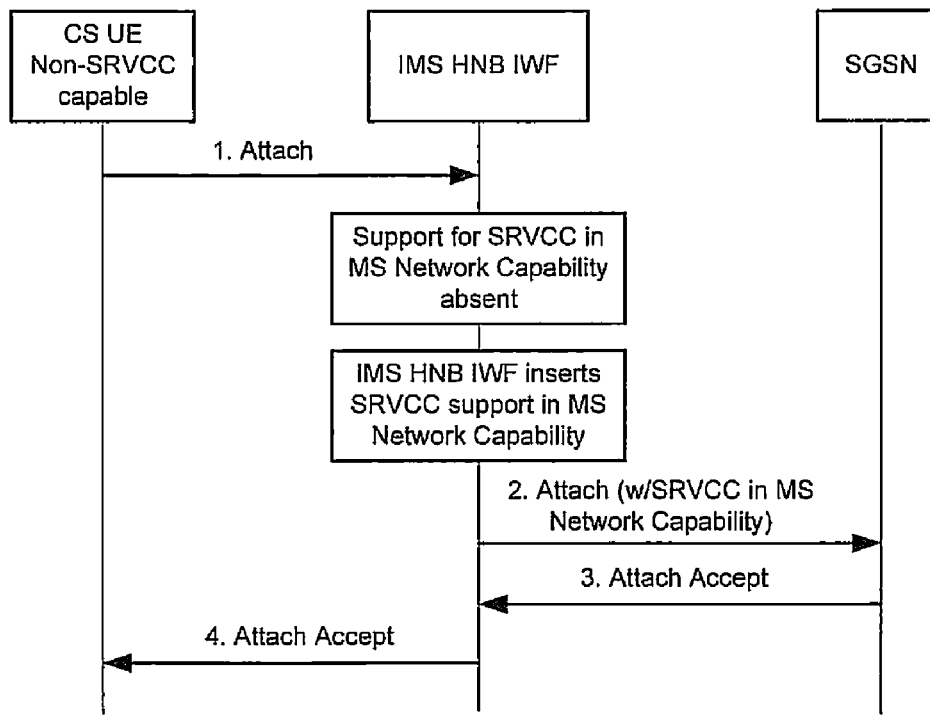 CS UE
Non-SRVCC
capable
IMS HNB IWF
SGSN
1. Attach
Support for SRVCC in
MS Network Capability
absent
IMS HNB IWF inserts
SRVCC support in MS
Network Capability
2. Attach (w/SRVCC in MS
Network Capability)
3. Attach Accept
4. Attach Accept